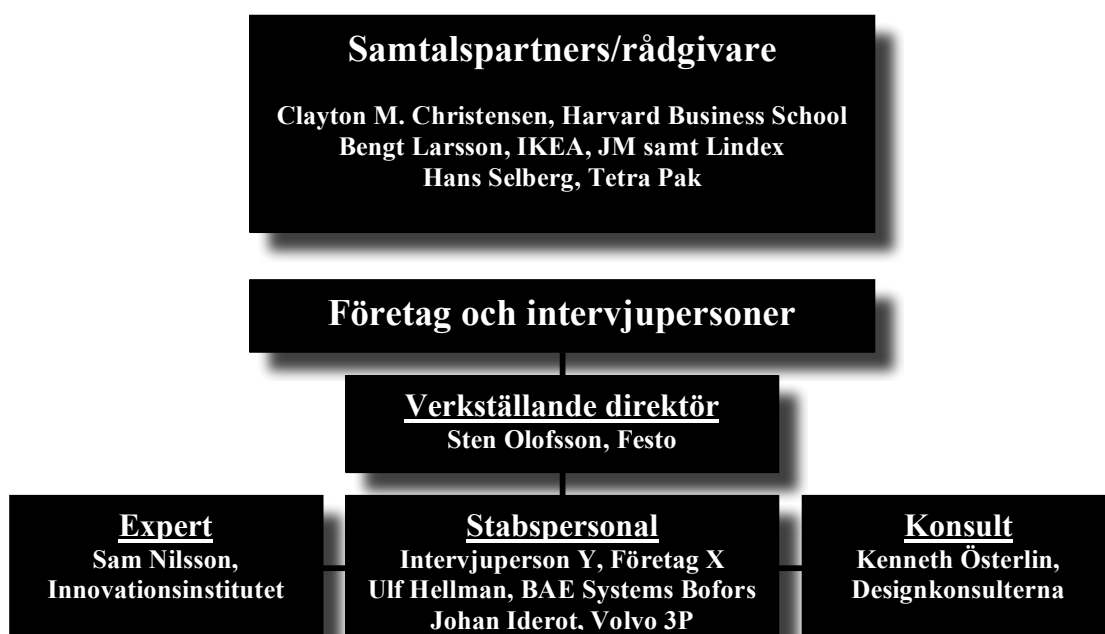 Samtalspartners/rådgivare
Clayton M. Christensen, Harvard Business School
Bengt Larsson, IKEA, JM samt Lindex
Hans Selberg, Tetra Pak
Företag och intervjupersoner
Verkställande direktör
Sten Olofsson, Festo
Expert
Sam Nilsson,
Innovationsinstitutet
Stabspersonal
Intervjuperson Y, Företag X
Ulf Hellman, BAE Systems Bofors
Johan Iderot, Volvo 3P
Konsult
Kenneth Österlin,
Designkonsulterna